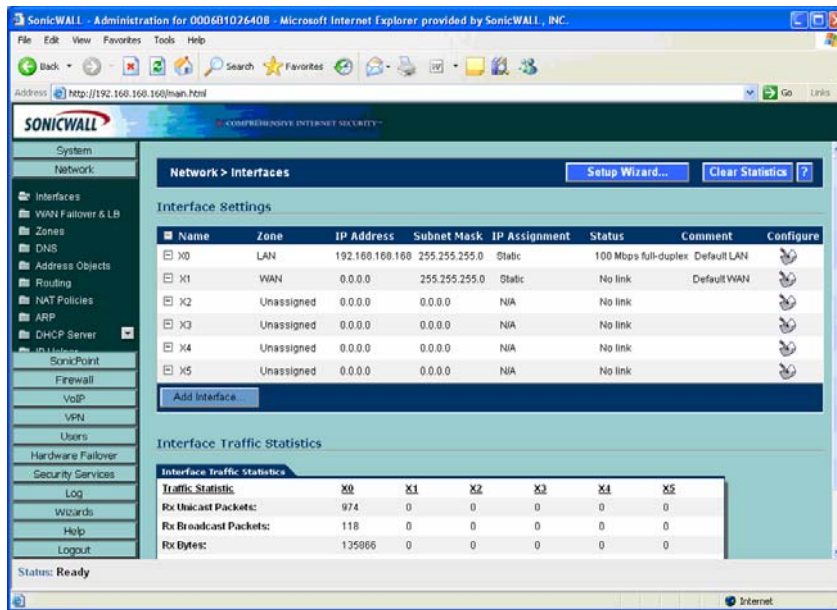 SonicWALL - Administration for 0006B1026408 - Microsoft Internet Explorer provided by SonicWALL, INC.
File Edit View Favorites Tools Help
Back Search Favorites
Address http://192.168.168.168/main.html Go Links
SONICWALL COMPREHENSIVE INTERNET SECURITY™
System
Network
Interfaces
WAN Failover & LB
Zones
DNS
Address Objects
Routing
NAT Policies
ARP
DHCP Server
IP Helper
SonicPoint
Firewall
VoIP
VPN
Users
Hardware Failover
Security Services
Log
Wizards
Help
Logout
Network > Interfaces Setup Wizard... Clear Statistics ?
Interface Settings
Name Zone IP Address Subnet Mask IP Assignment Status Comment Configure
X0 LAN 192.168.168.168 255.255.255.0 Static 100 Mbps full-duplex Default LAN
X1 WAN 0.0.0.0 255.255.255.0 Static No link Default WAN
X2 Unassigned 0.0.0.0 0.0.0.0 N/A No link
X3 Unassigned 0.0.0.0 0.0.0.0 N/A No link
X4 Unassigned 0.0.0.0 0.0.0.0 N/A No link
X5 Unassigned 0.0.0.0 0.0.0.0 N/A No link
Add Interface...
Interface Traffic Statistics
Interface Traffic Statistics
Traffic Statistic X0 X1 X2 X3 X4 X5
Rx Unicast Packets: 974 0 0 0 0 0
Rx Broadcast Packets: 118 0 0 0 0 0
Rx Bytes: 135866 0 0 0 0 0
Status: Ready
Internet